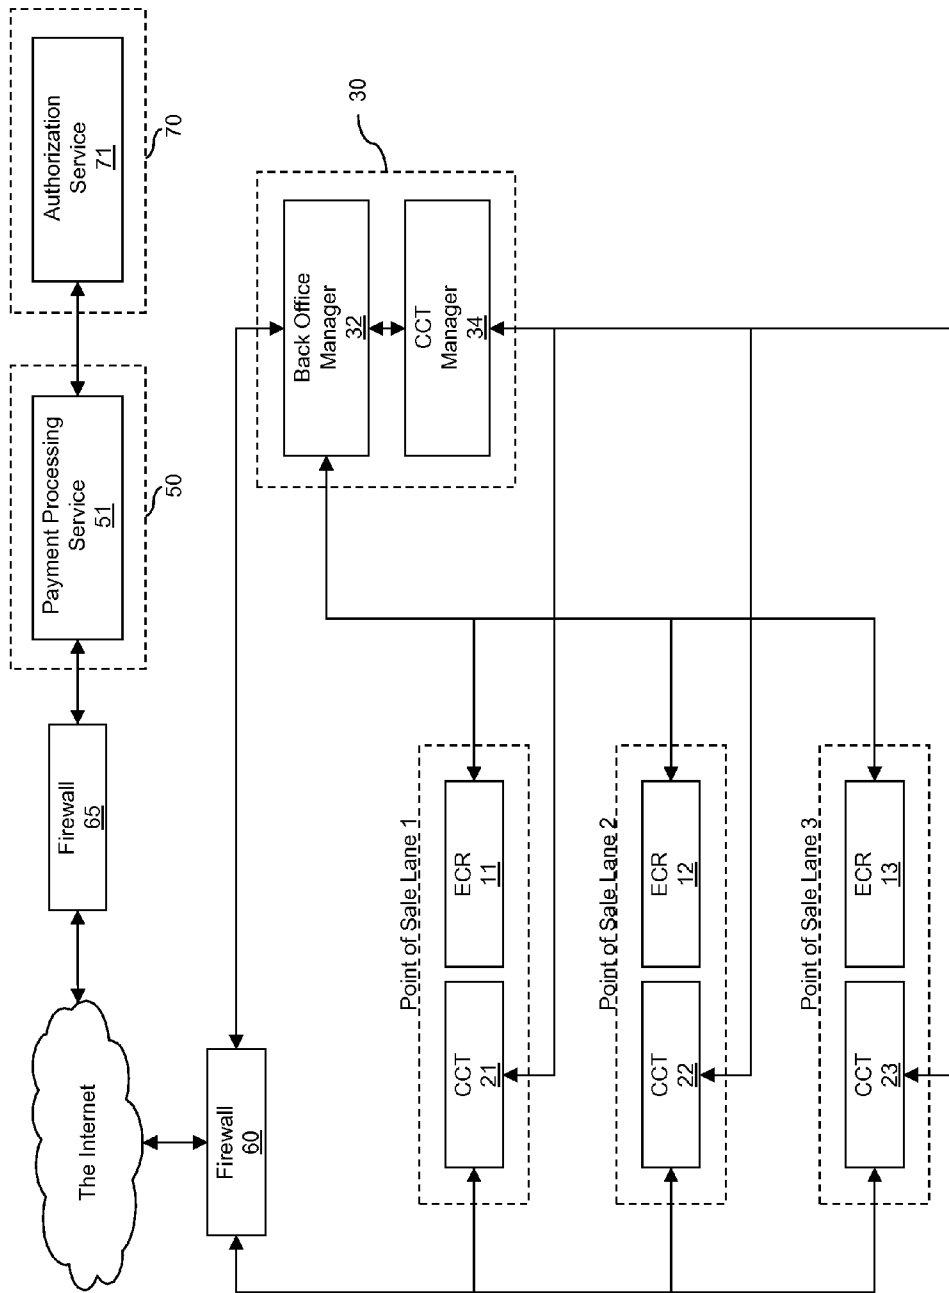 The Internet
Firewall
65
Payment Processing
Service
51
50
Authorization
Service
71
70
Firewall
60
Back Office
Manager
32
CCT
Manager
34
30
Point of Sale Lane 1
CCT
21
ECR
11
Point of Sale Lane 2
CCT
22
ECR
12
Point of Sale Lane 3
CCT
23
ECR
13